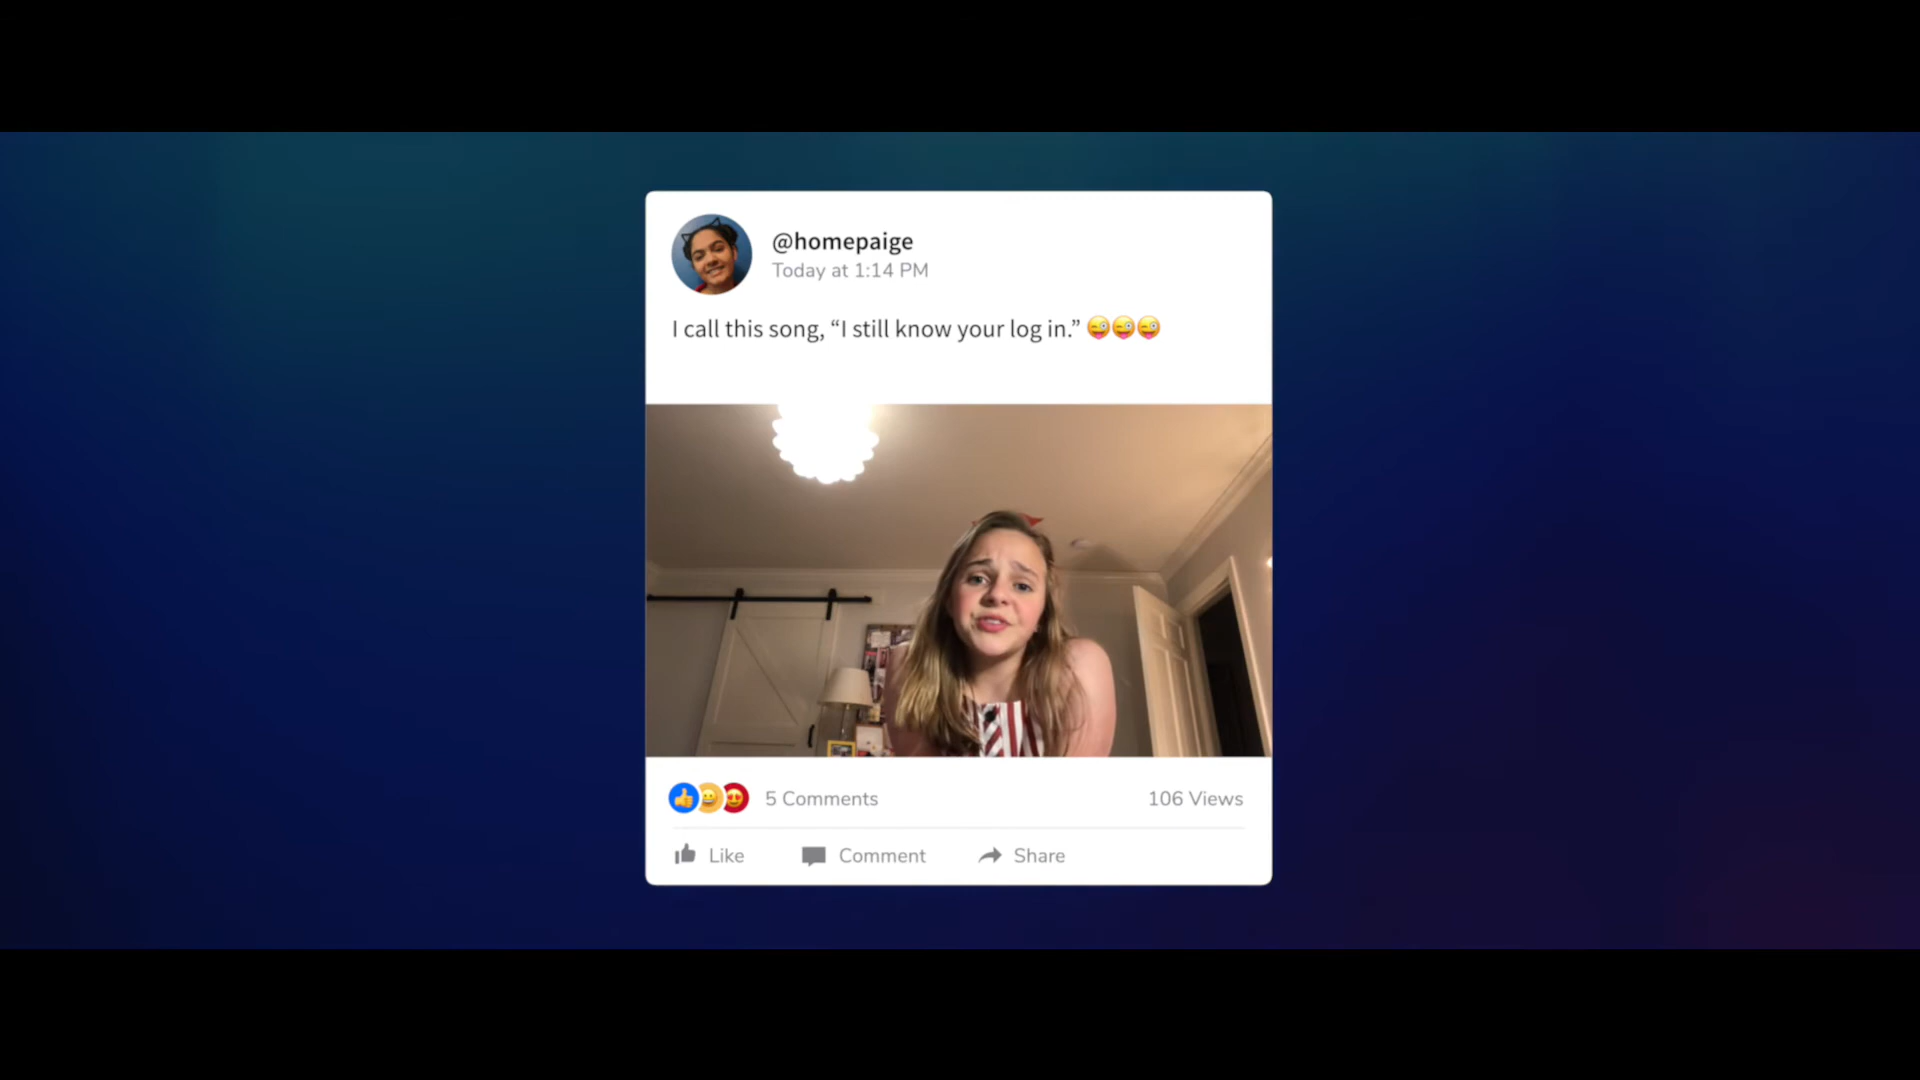 @homepaige
Today at 1:14 PM
I call this song, “I still know your log in.” 😜😜😜
5 Comments
106 Views
Like
Comment
Share